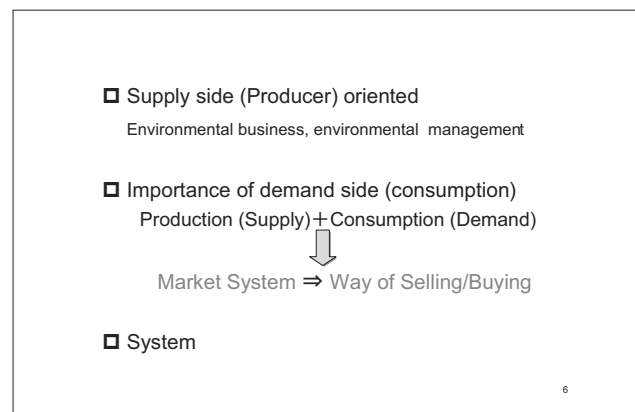 Supply side (Producer) oriented
Environmental business, environmental management
Importance of demand side (consumption)
Production (Supply)＋Consumption (Demand)
Market System ⇒ Way of Selling/Buying
System
6